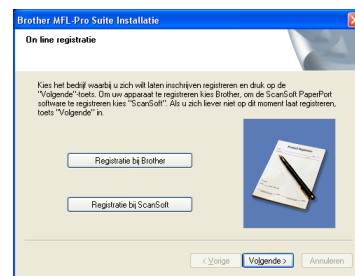 Brother MFL-Pro Suite Installatie
On line registratie
Kies het bedrijf waarbij u zich wilt laten inschrijven registreren en druk op de
"Volgende"-toets. Om uw apparaat te registreren kies Brother, om de ScanSoft PaperPort
software te registreren kies "ScanSoft". Als u zich liever niet op dit moment laat registreren,
toets "Volgende" in.
Registratie bij Brother
Registratie bij ScanSoft
< Vorige
Volgende >
Annuleren